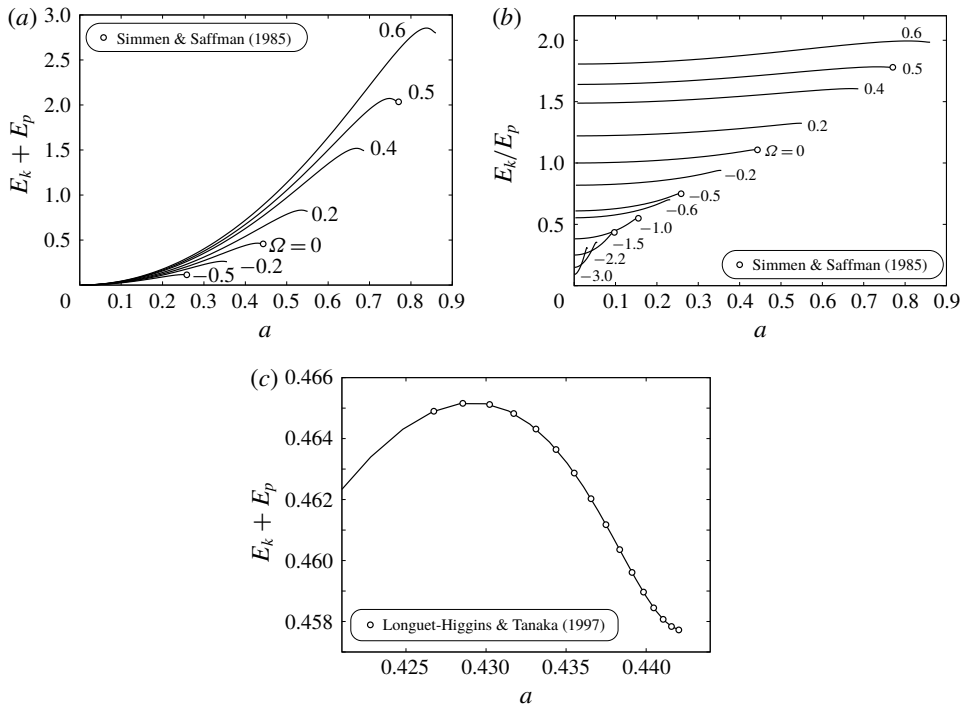 (a)
3.0
2.5
2.0
1.5
1.0
0.5
0
0.1 0.2 0.3 0.4 0.5 0.6 0.7 0.8 0.9
E_k + E_p
a
Simmen & Saffman (1985)
0.6
0.5
0.4
0.2
Ω = 0
−0.2
−0.5
(b)
2.0
1.5
1.0
0.5
0
0.1 0.2 0.3 0.4 0.5 0.6 0.7 0.8 0.9
E_k/E_p
a
0.6
0.5
0.4
0.2
Ω = 0
−0.2
−0.5
−0.6
−1.0
−1.5
−2.2
−3.0
Simmen & Saffman (1985)
(c)
0.466
0.464
0.462
0.460
0.458
0.425 0.430 0.435 0.440
E_k + E_p
a
Longuet-Higgins & Tanaka (1997)